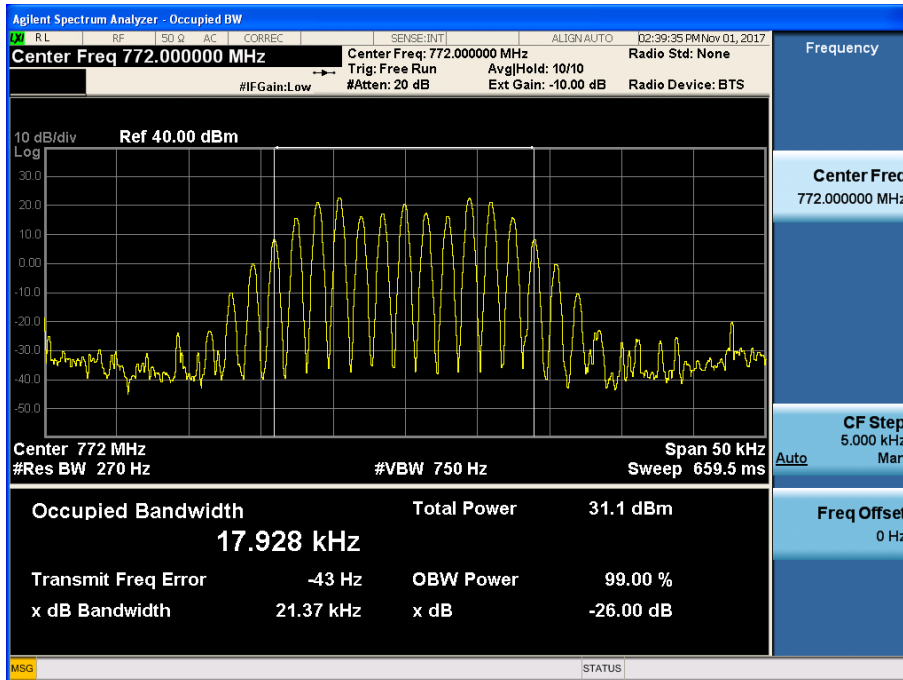 Agilent Spectrum Analyzer - Occupied BW
LXI RL RF 50 Ω AC CORREC SENSE:INT ALIGN AUTO 02:39:35 PM Nov 01, 2017
Center Freq 772.000000 MHz
Center Freq: 772.000000 MHz Radio Std: None
Trig: Free Run Avg|Hold: 10/10
#IFGain:Low #Atten: 20 dB Ext Gain: -10.00 dB Radio Device: BTS
10 dB/div Ref 40.00 dBm
Log
30.0
20.0
10.0
0.00
-10.0
-20.0
-30.0
-40.0
-50.0
Center 772 MHz Span 50 kHz
#Res BW 270 Hz #VBW 750 Hz Sweep 659.5 ms
Occupied Bandwidth Total Power 31.1 dBm
17.928 kHz
Transmit Freq Error -43 Hz OBW Power 99.00 %
x dB Bandwidth 21.37 kHz x dB -26.00 dB
MSG STATUS
Frequency
Center Freq
772.000000 MHz
CF Step
5.000 kHz
Auto Man
Freq Offset
0 Hz